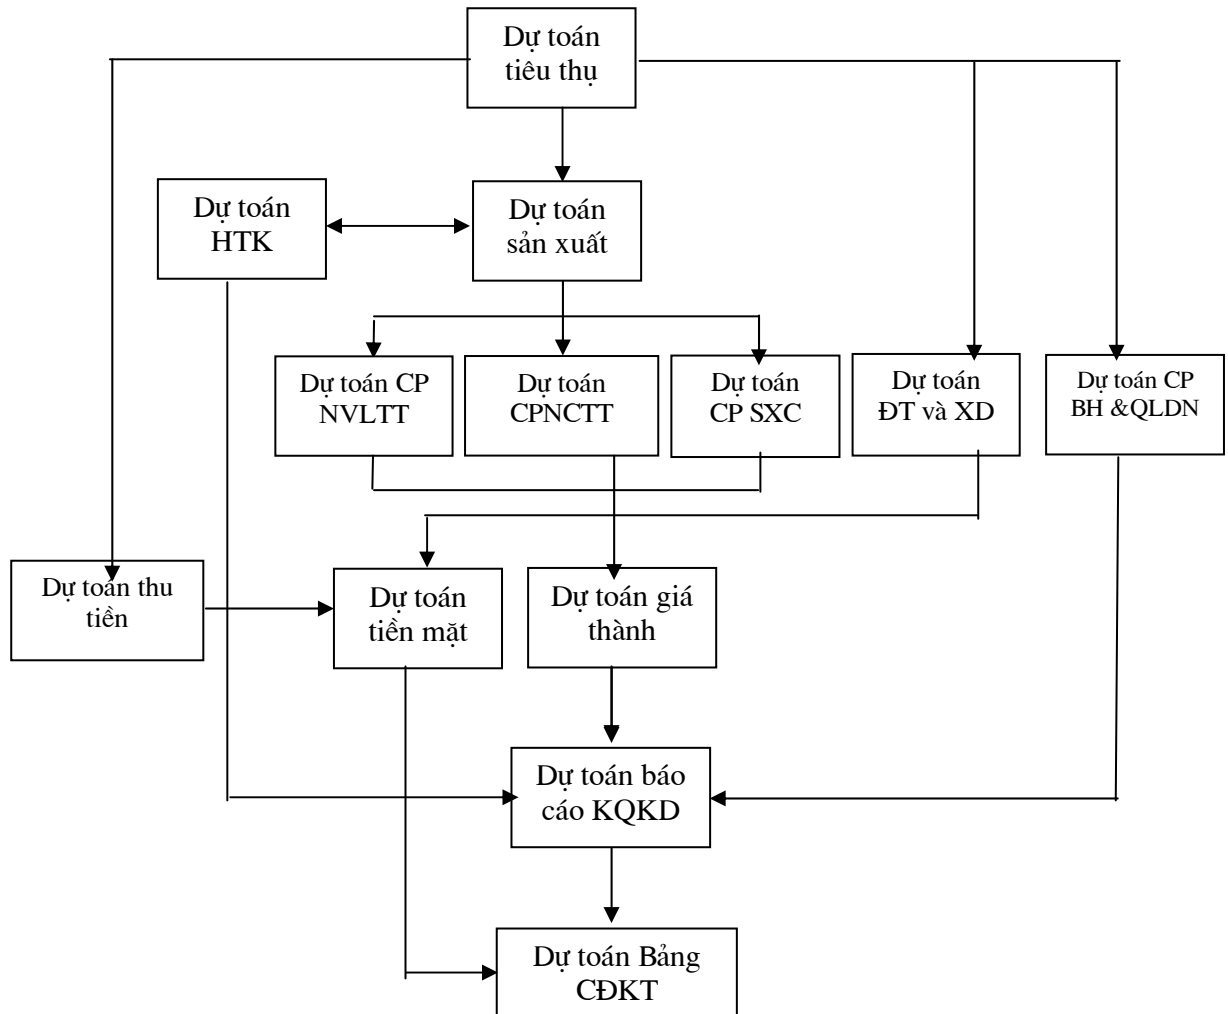 Dự toán
tiêu thụ
Dự toán
HTK
Dự toán
sản xuất
Dự toán CP
NVLTT
Dự toán
CPNCTT
Dự toán
CP SXC
Dự toán
ĐT và XD
Dự toán CP
BH &QLDN
Dự toán thu
tiền
Dự toán
tiền mặt
Dự toán giá
thành
Dự toán báo
cáo KQKD
Dự toán Bảng
CĐKT